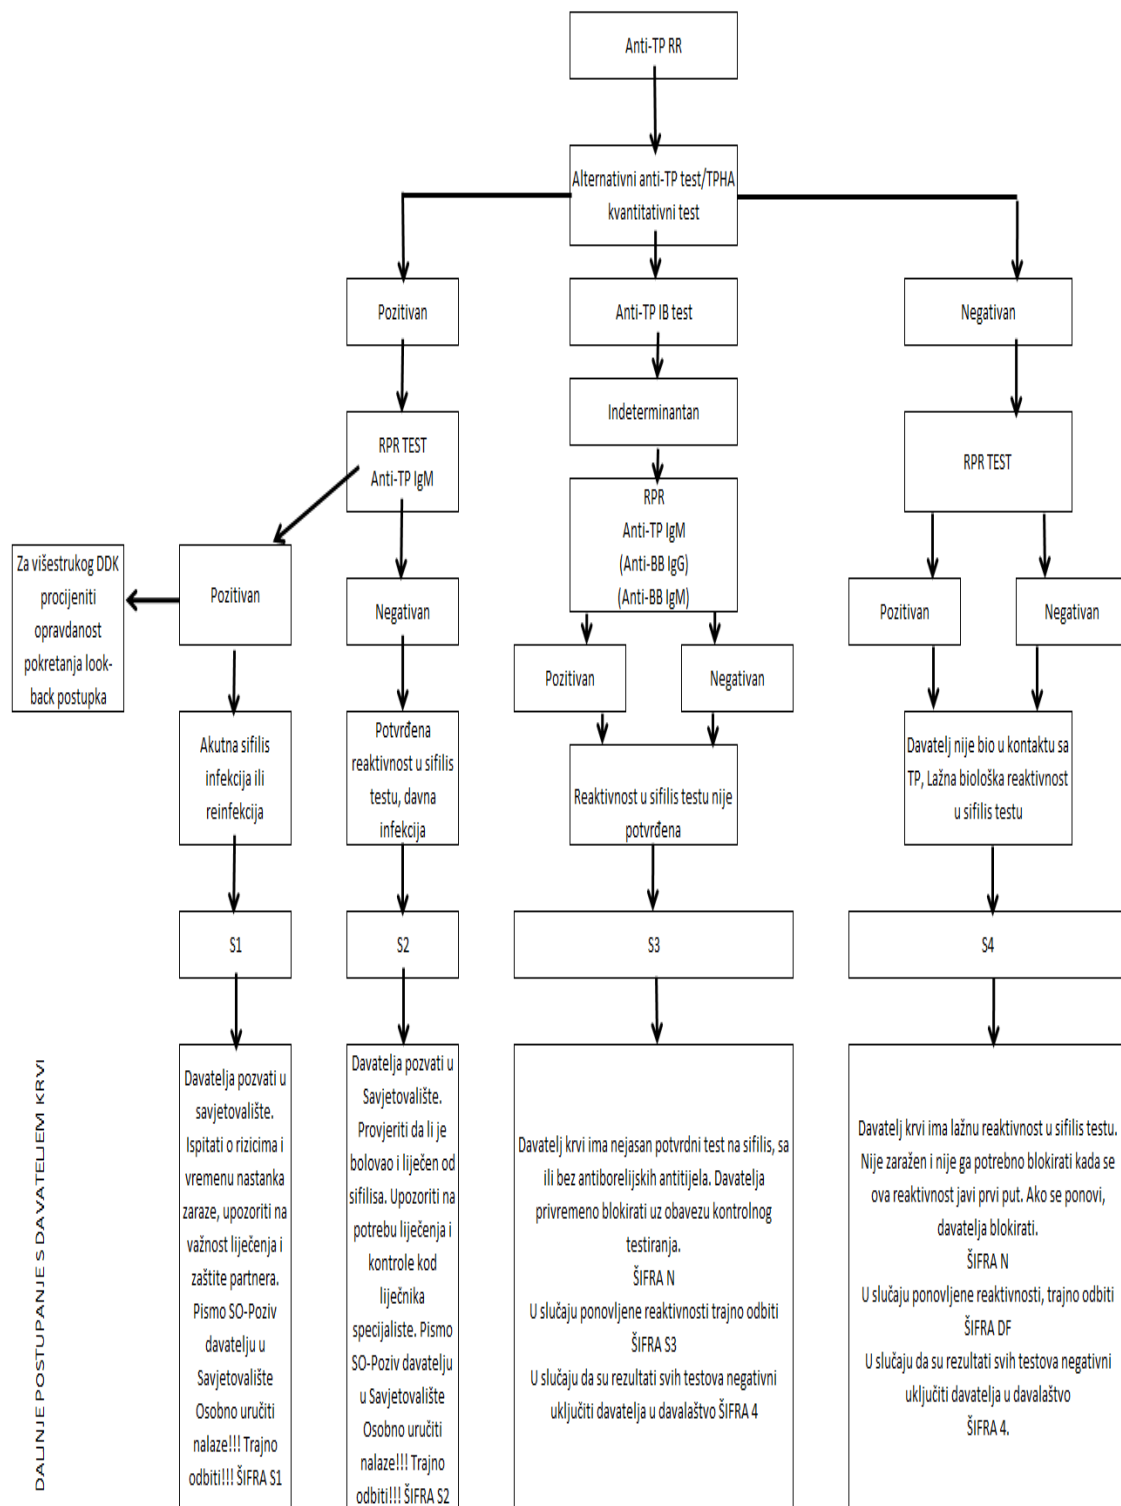 Anti-TP RR
Alternativni anti-TP test/TPHA
kvantitativni test
Pozitivan
Anti-TP IB test
Negativan
Indeterminantan
RPR TEST
Anti-TP IgM
RPR TEST
RPR
Anti-TP IgM
(Anti-BB IgG)
(Anti-BB IgM)
Za višestrukog DDK
procijeniti
opravdanost
pokretanja look-
back postupka
Pozitivan
Negativan
Pozitivan
Negativan
Pozitivan
Negativan
Akutna sifilis
infekcija ili
reinfekcija
Potvrđena
reaktivnost u sifilis
testu, davna
infekcija
Reaktivnost u sifilis testu nije
potvrđena
Davatelj nije bio u kontaktu sa
TP, Lažna biološka reaktivnost
u sifilis testu
S1
S2
S3
S4
DALJNJE POSTUPANJE S DAVATELJEM KRVI
Davatelja pozvati u
savjetovalište.
Ispitati o rizicima i
vremenu nastanka
zaraze, upozoriti na
važnost liječenja i
zaštite partnera.
Pismo SO-Poziv
davatelju u
Savjetovalište
Osobno uručiti
nalaze!!! Trajno
odbiti!!! ŠIFRA S1
Davatelja pozvati u
Savjetovalište.
Provjeriti da li je
bolovao i liječen od
sifilisa. Upozoriti na
potrebu liječenja i
kontrole kod
liječnika
specijaliste. Pismo
SO-Poziv davatelju
u Savjetovalište
Osobno uručiti
nalaze!!! Trajno
odbiti!!! ŠIFRA S2
Davatelj krvi ima nejasan potvrdni test na sifilis, sa
ili bez antiborelijskih antitijela. Davatelja
privremeno blokirati uz obavezu kontrolnog
testiranja.
ŠIFRA N
U slučaju ponovljene reaktivnosti trajno odbiti
ŠIFRA S3
U slučaju da su rezultati svih testova negativni
uključiti davatelja u davalaštvo ŠIFRA 4
Davatelj krvi ima lažnu reaktivnost u sifilis testu.
Nije zaražen i nije ga potrebno blokirati kada se
ova reaktivnost javi prvi put. Ako se ponovi,
davatelja blokirati.
ŠIFRA N
U slučaju ponovljene reaktivnosti, trajno odbiti
ŠIFRA DF
U slučaju da su rezultati svih testova negativni
uključiti davatelja u davalaštvo
ŠIFRA 4.